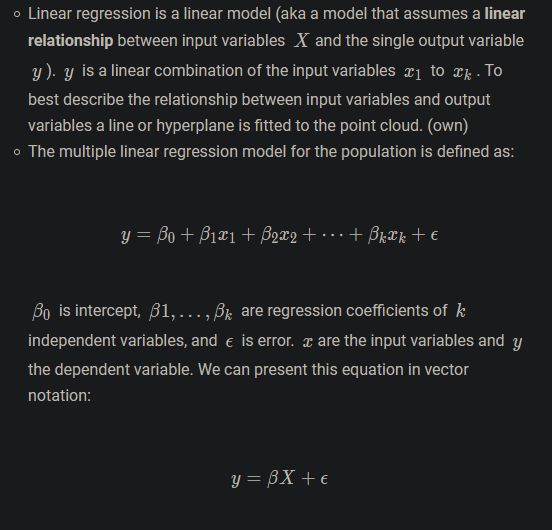 Linear regression is a linear model (aka a model that assumes a linear
relationship between input variables X and the single output variable
y ). y is a linear combination of the input variables x₁ to xₖ . To
best describe the relationship between input variables and output
variables a line or hyperplane is fitted to the point cloud. (own)
The multiple linear regression model for the population is defined as:
y = β₀ + β₁x₁ + β₂x₂ + ⋯ + βₖxₖ + ϵ
β₀ is intercept, β1, … , βₖ are regression coefficients of k
independent variables, and ϵ is error. x are the input variables and y
the dependent variable. We can present this equation in vector
notation:
y = βX + ϵ